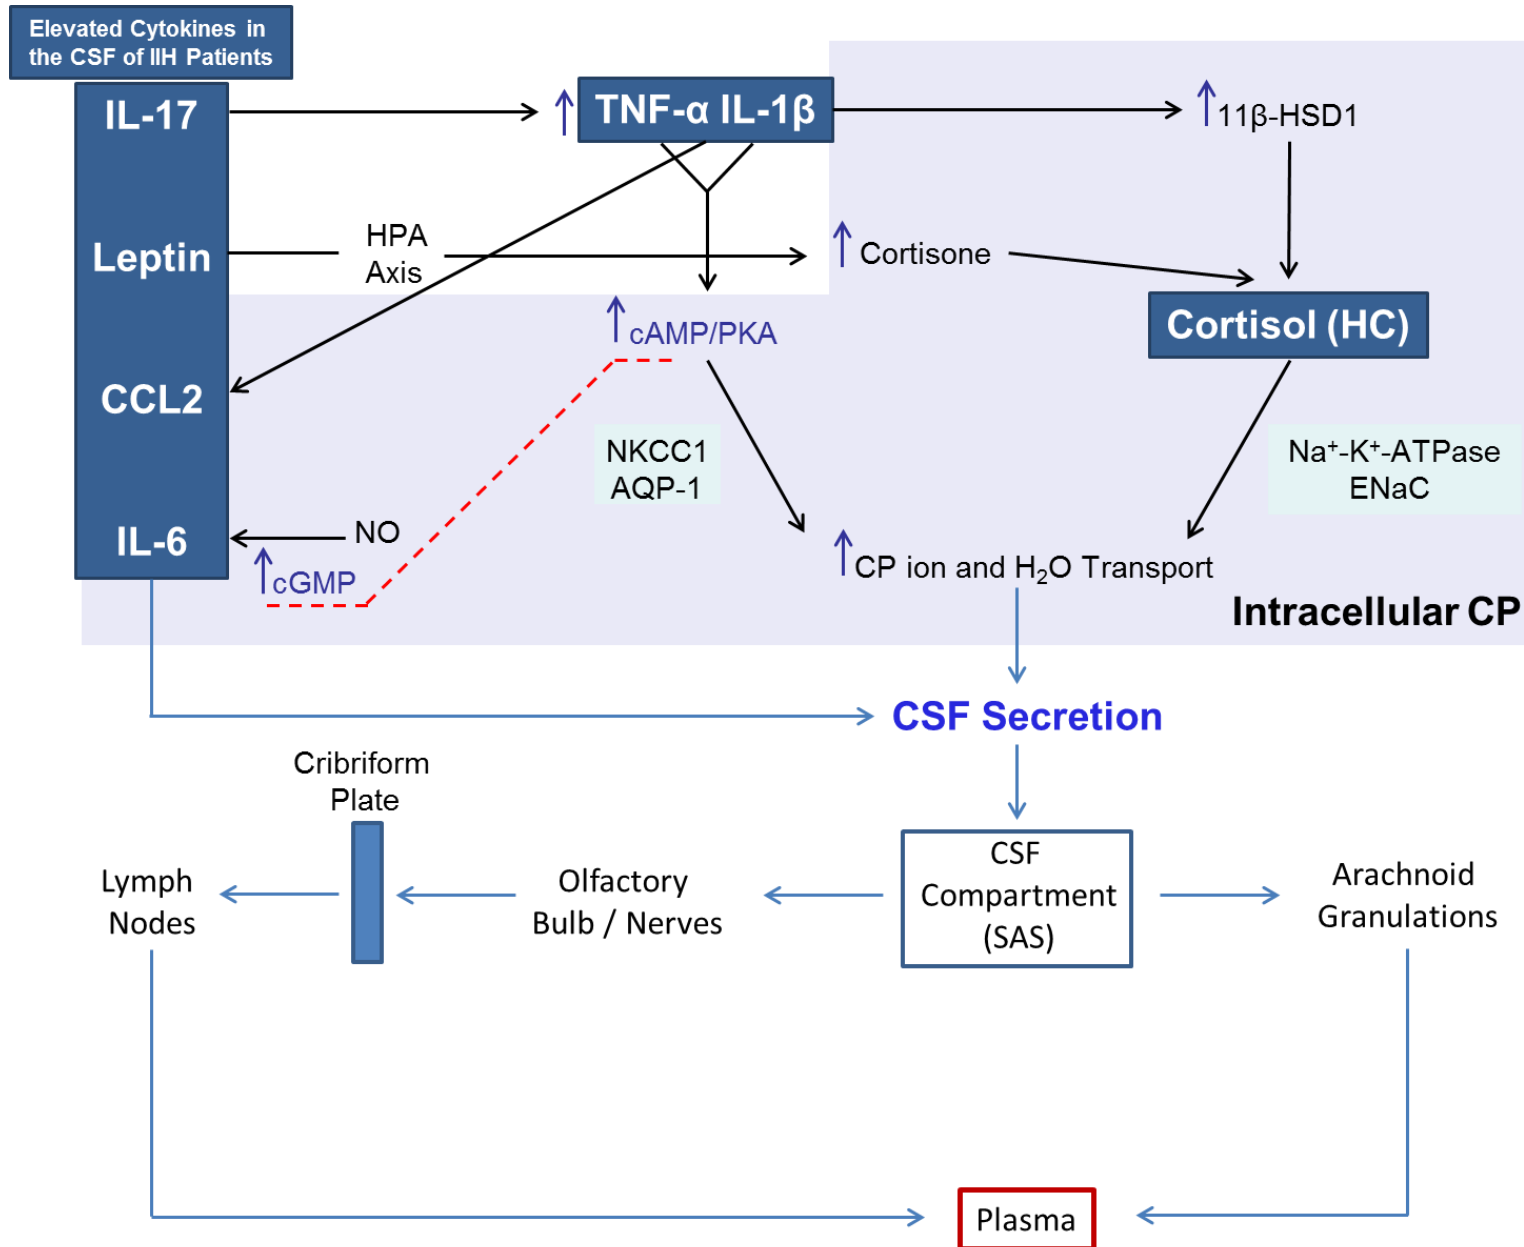 Elevated Cytokines in
the CSF of IIH Patients
IL-17
TNF-α IL-1β
11β-HSD1
Leptin
HPA
Axis
Cortisone
cAMP/PKA
Cortisol (HC)
CCL2
NKCC1
AQP-1
Na⁺-K⁺-ATPase
ENaC
IL-6
NO
cGMP
CP ion and H₂O Transport
Intracellular CP
CSF Secretion
Cribriform
Plate
Lymph
Nodes
Olfactory
Bulb / Nerves
CSF
Compartment
(SAS)
Arachnoid
Granulations
Plasma